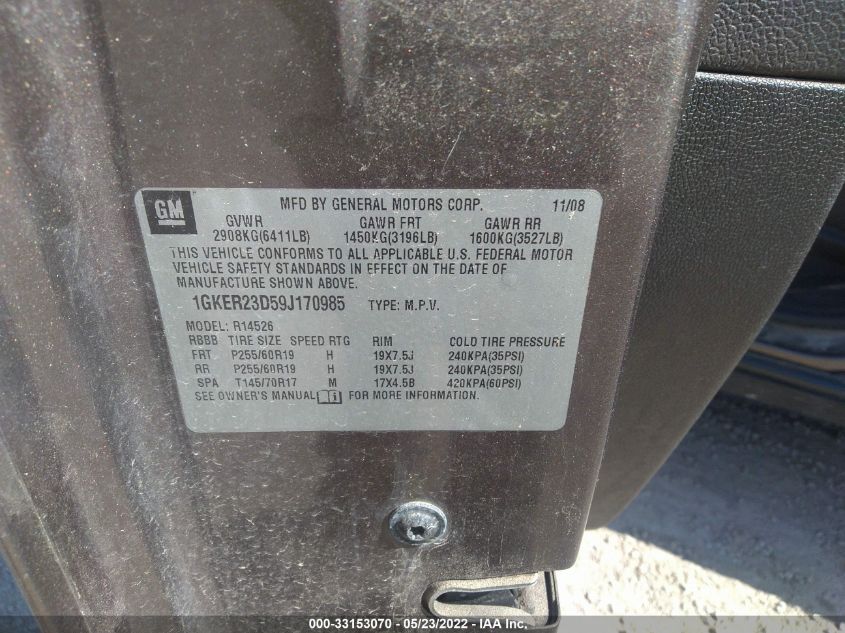 GM
MFD BY GENERAL MOTORS CORP. 11/08
GVWR GAWR FRT GAWR RR
2908KG(6411LB) 1450KG(3196LB) 1600KG(3527LB)
THIS VEHICLE CONFORMS TO ALL APPLICABLE U.S. FEDERAL MOTOR
VEHICLE SAFETY STANDARDS IN EFFECT ON THE DATE OF
MANUFACTURE SHOWN ABOVE.
1GKER23D59J170985 TYPE: M.P.V.
MODEL: R14526
RBBB TIRE SIZE SPEED RTG RIM COLD TIRE PRESSURE
FRT P255/60R19 H 19X7.5J 240KPA(35PSI)
RR P255/60R19 H 19X7.5J 240KPA(35PSI)
SPA T145/70R17 M 17X4.5B 420KPA(60PSI)
SEE OWNER'S MANUAL FOR MORE INFORMATION.
000-33153070 - 05/23/2022 - IAA Inc.